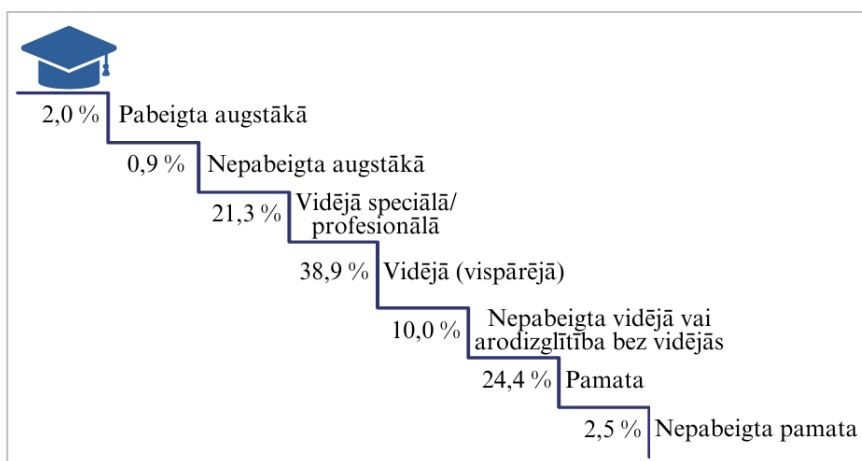 2,0 % Pabeigta augstākā
0,9 % Nepabeigta augstākā
21,3 % Vidējā speciālā/
profesionālā
38,9 % Vidējā (vispārējā)
10,0 % Nepabeigta vidējā vai
arodizglītība bez vidējās
24,4 % Pamata
2,5 % Nepabeigta pamata